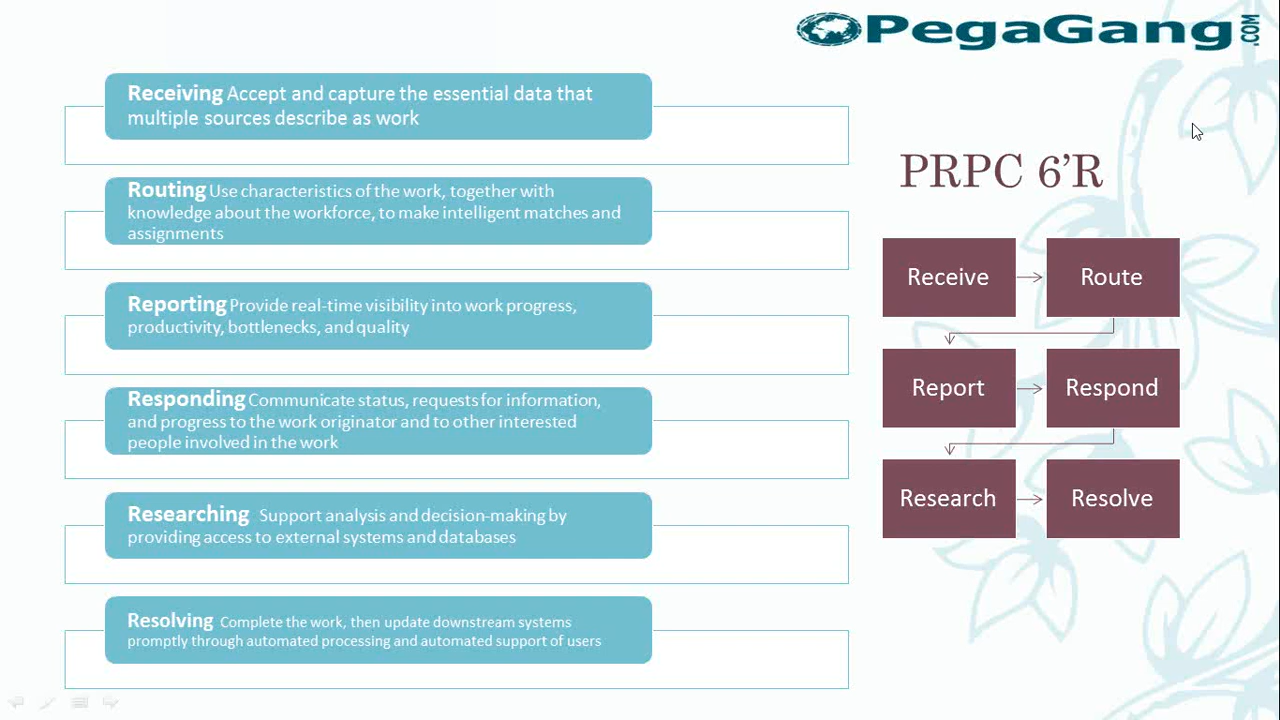 PegaGang
.COM
Receiving Accept and capture the essential data that
multiple sources describe as work
Routing Use characteristics of the work, together with
knowledge about the workforce, to make intelligent matches and
assignments
Reporting Provide real-time visibility into work progress,
productivity, bottlenecks, and quality
Responding Communicate status, requests for information,
and progress to the work originator and to other interested
people involved in the work
Researching Support analysis and decision-making by
providing access to external systems and databases
Resolving Complete the work, then update downstream systems
promptly through automated processing and automated support of users
PRPC 6’R
Receive
Route
Report
Respond
Research
Resolve